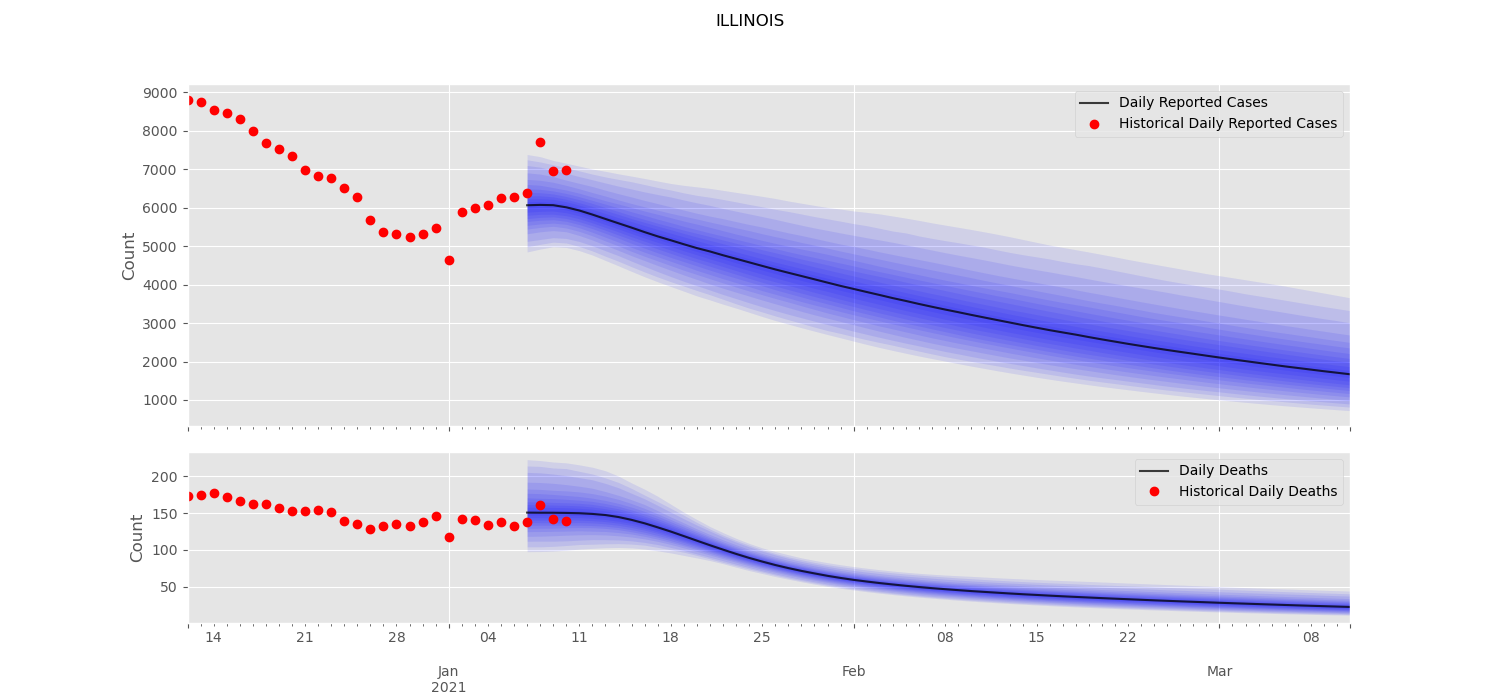 ILLINOIS
9000
8000
7000
6000
5000
4000
3000
2000
1000
Count
Daily Reported Cases
Historical Daily Reported Cases
200
150
100
50
Count
Daily Deaths
Historical Daily Deaths
14 21 28 04 11 18 25 08 15 22 08
Jan Feb Mar
2021